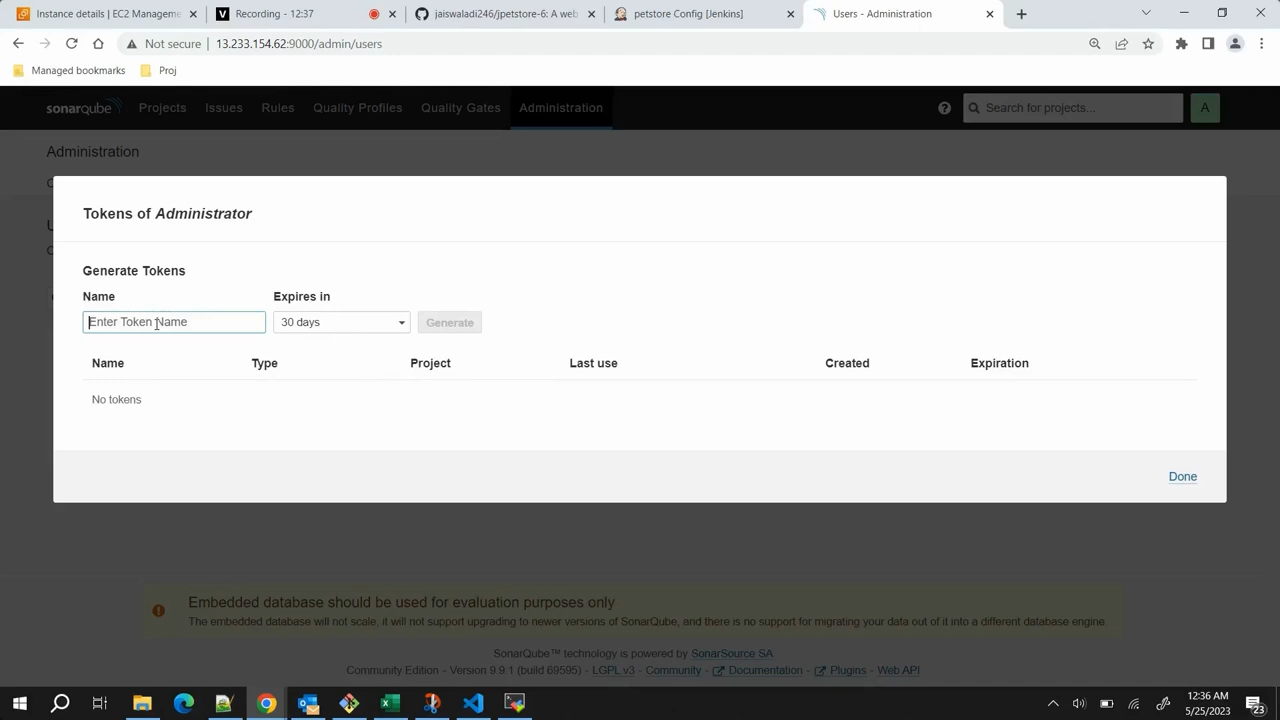 Instance details | EC2 Manageme
Recording - 12:37
jaiswaladi246/jpetstore-6: A web
petstore Config [Jenkins]
Users - Administration
Not secure
13.233.154.62:9000/admin/users
Managed bookmarks
Proj
sonarqube
Projects
Issues
Rules
Quality Profiles
Quality Gates
Administration
Search for projects...
A
Administration
Tokens of Administrator
Generate Tokens
Name
Expires in
Enter Token Name
30 days
Generate
Name
Type
Project
Last use
Created
Expiration
No tokens
Done
Embedded database should be used for evaluation purposes only
The embedded database will not scale, it will not support upgrading to newer versions of SonarQube, and there is no support for migrating your data out of it into a different database engine.
SonarQube™ technology is powered by SonarSource SA
Community Edition - Version 9.9.1 (build 69595) - LGPL v3 - Community - Documentation - Plugins - Web API
12:36 AM
5/25/2023
23